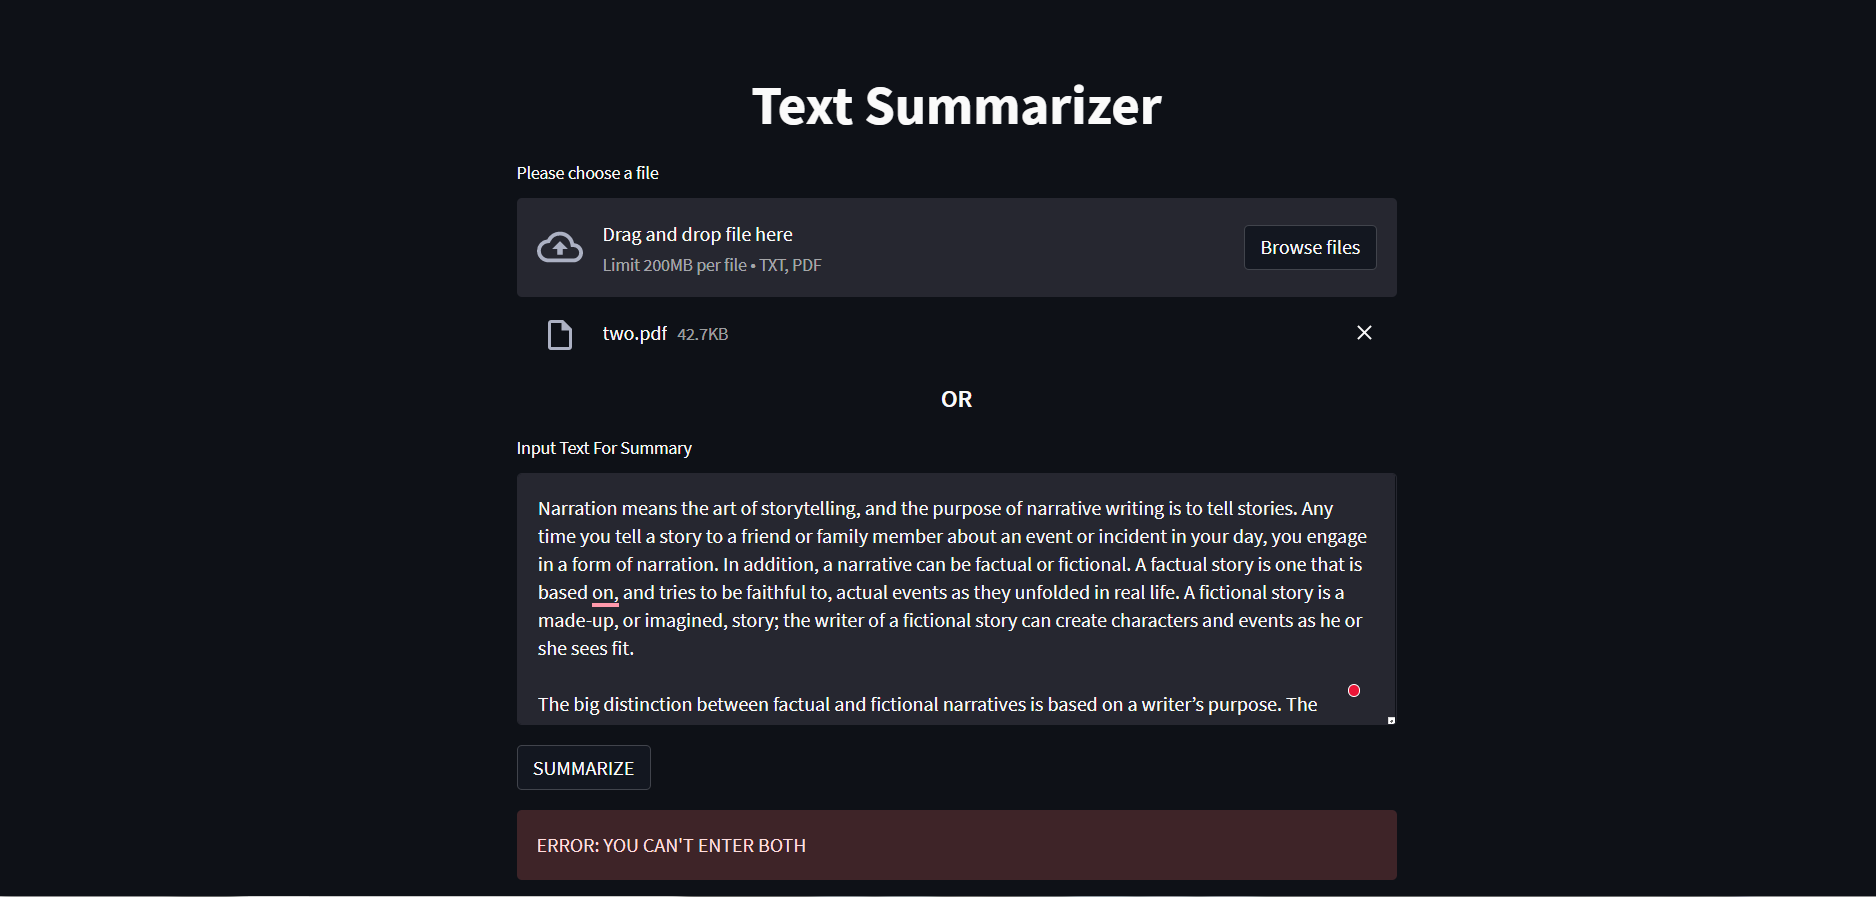 Text Summarizer
Please choose a file
Drag and drop file here
Limit 200MB per file • TXT, PDF
Browse files
two.pdf 42.7KB
OR
Input Text For Summary
Narration means the art of storytelling, and the purpose of narrative writing is to tell stories. Any
time you tell a story to a friend or family member about an event or incident in your day, you engage
in a form of narration. In addition, a narrative can be factual or fictional. A factual story is one that is
based on, and tries to be faithful to, actual events as they unfolded in real life. A fictional story is a
made-up, or imagined, story; the writer of a fictional story can create characters and events as he or
she sees fit.
The big distinction between factual and fictional narratives is based on a writer’s purpose. The
SUMMARIZE
ERROR: YOU CAN'T ENTER BOTH